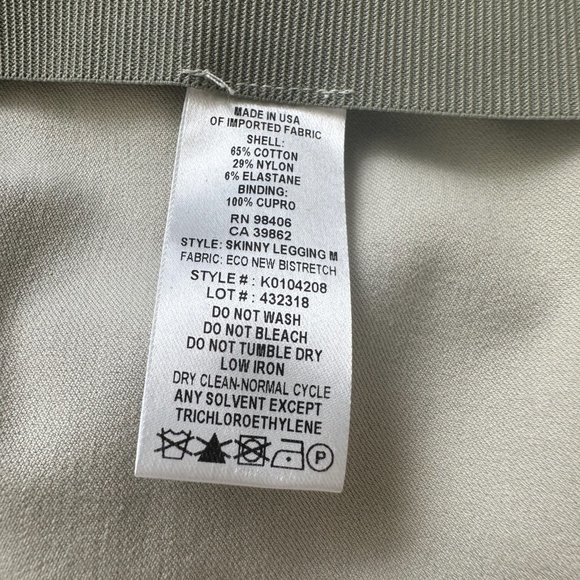 MADE IN USA
OF IMPORTED FABRIC
SHELL:
65% COTTON
29% NYLON
6% ELASTANE
BINDING:
100% CUPRO
RN 98406
CA 39862
STYLE: SKINNY LEGGING M
FABRIC: ECO NEW BISTRETCH
STYLE # : K0104208
LOT # : 432318
DO NOT WASH
DO NOT BLEACH
DO NOT TUMBLE DRY
LOW IRON
DRY CLEAN-NORMAL CYCLE
ANY SOLVENT EXCEPT
TRICHLOROETHYLENE
P